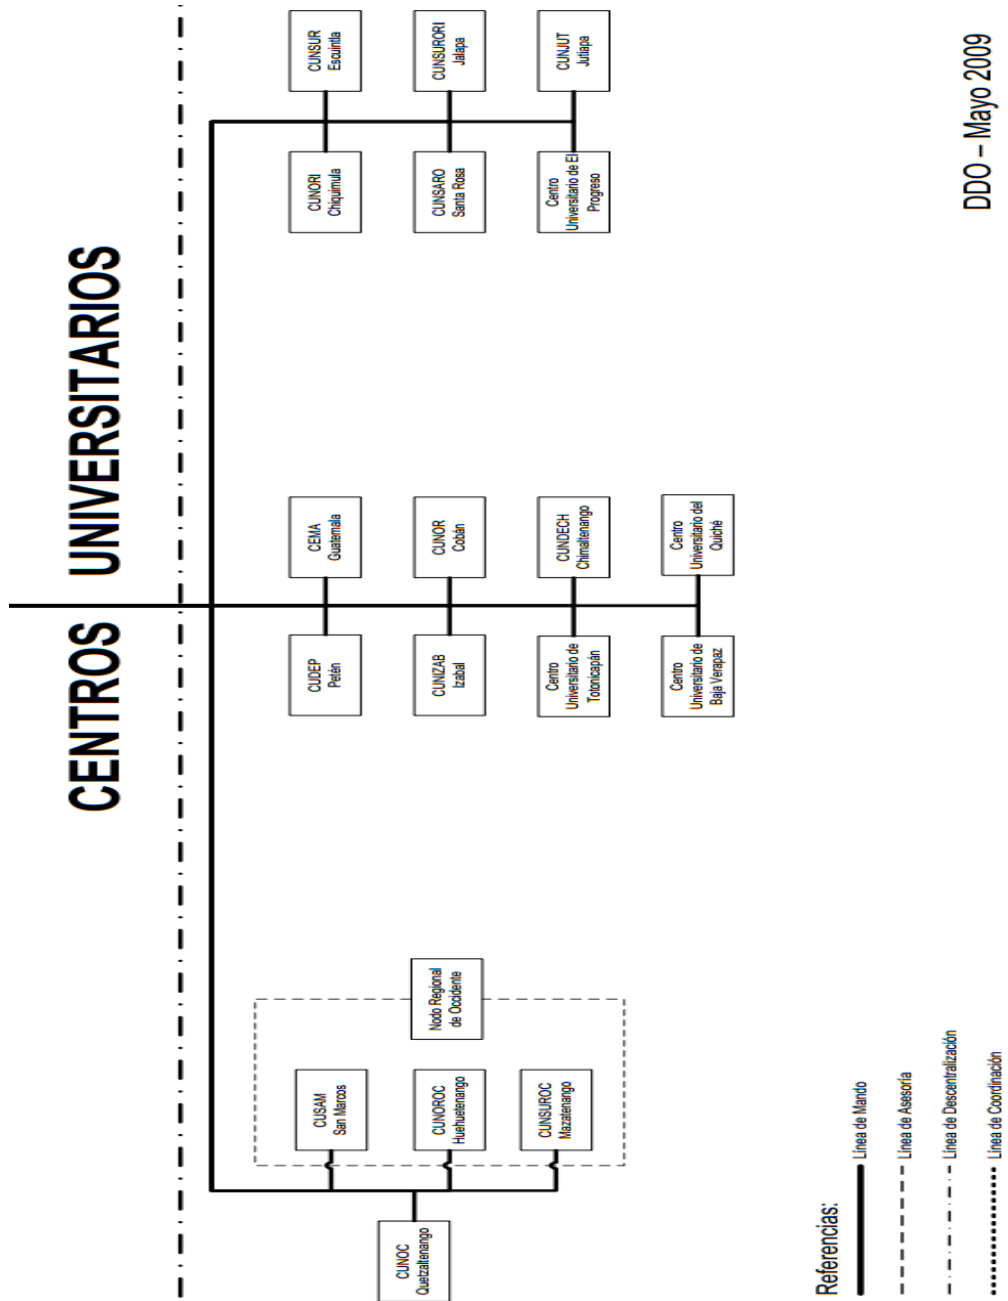 CENTROS UNIVERSITARIOS
CUNOC
Quetzaltenango
CUSAM
San Marcos
CUNOROC
Huehuetenango
CUNSUROC
Mazatenango
Nodo Regional
de Occidente
CUDEP
Petén
CEMA
Guatemala
CUNIZAB
Izabal
CUNOR
Cobán
Centro
Universitario de
Totonicapán
CUNDECH
Chimaltenango
Centro
Universitario de
Baja Verapaz
Centro
Universitario del
Quiché
CUNORI
Chiquimula
CUNSUR
Escuintla
CUNSARO
Santa Rosa
CUNSURORI
Jalapa
Centro
Universitario de El
Progreso
CUNJUT
Jutiapa
Referencias:
Línea de Mando
Línea de Asesoría
Línea de Descentralización
Línea de Coordinación
DDO – Mayo 2009